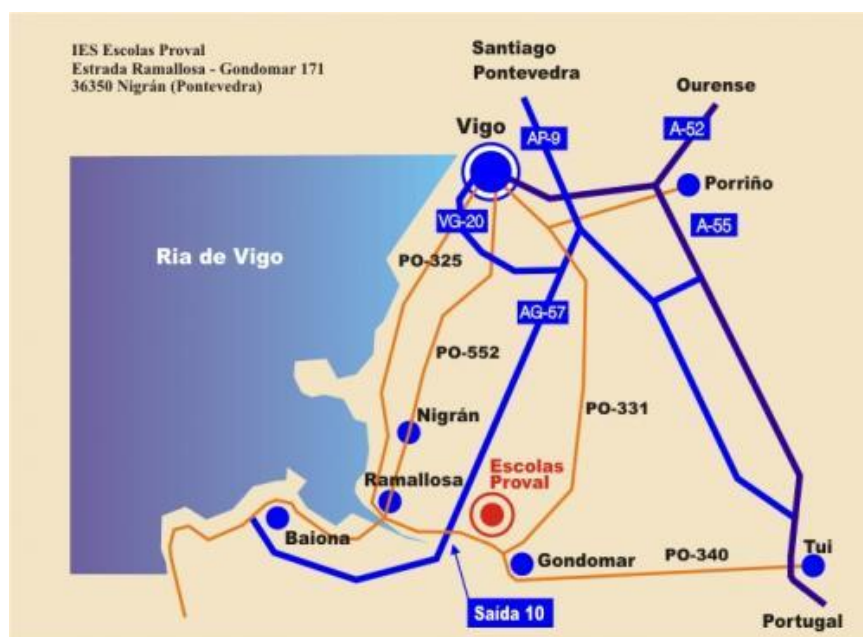 IES Escolas Proval
Estrada Ramallosa - Gondomar 171
36350 Nigrán (Pontevedra)
Santiago
Pontevedra
Ourense
Vigo
AP-9
A-52
Porriño
VG-20
A-55
Ria de Vigo
PO-325
AG-57
PO-552
PO-331
Nigrán
Escolas
Proval
Ramallosa
Baiona
Gondomar
PO-340
Tui
Saída 10
Portugal